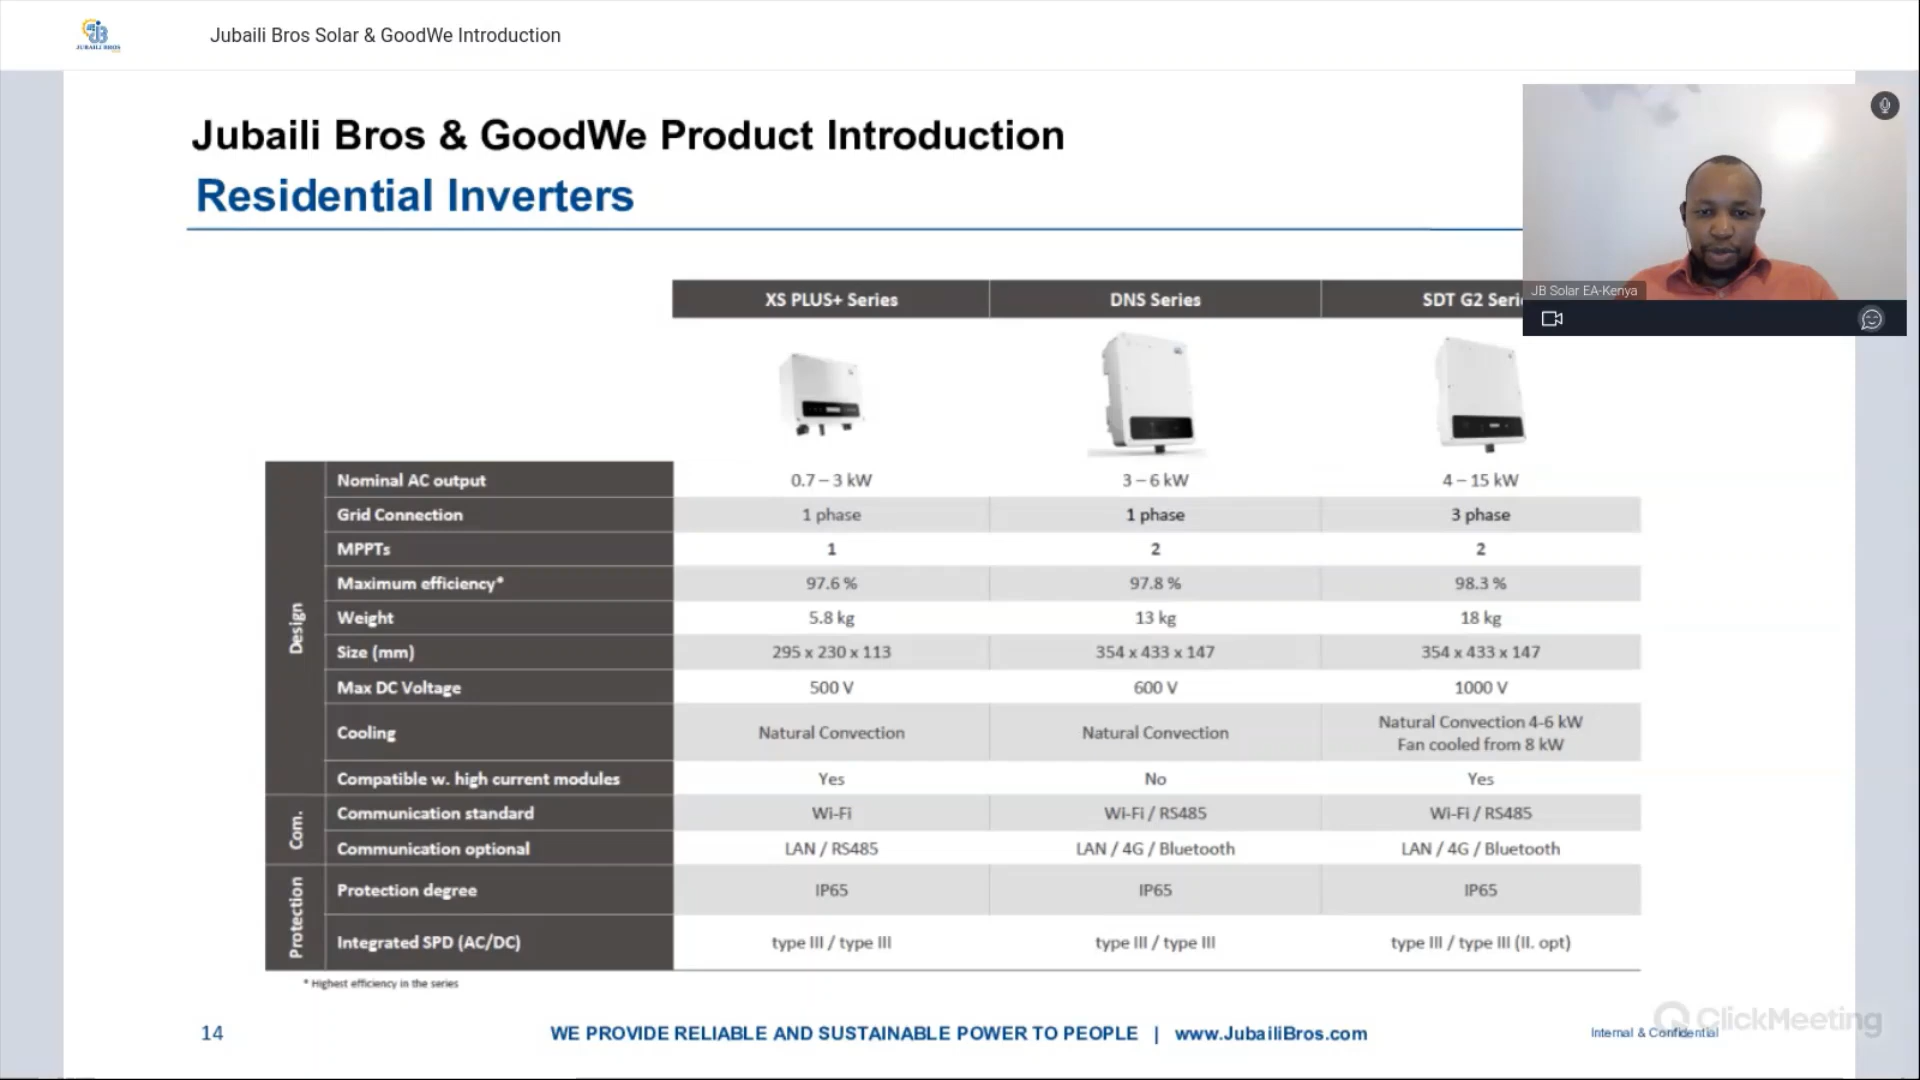 JUBAILI BROS
Jubaili Bros Solar & GoodWe Introduction
Jubaili Bros & GoodWe Product Introduction
Residential Inverters
JB Solar EA-Kenya
XS PLUS+ Series DNS Series SDT G2
Design
Nominal AC output 0.7 – 3 kW 3 – 6 kW 4 – 15 kW
Grid Connection 1 phase 1 phase 3 phase
MPPTs 1 2 2
Maximum efficiency* 97.6 % 97.8 % 98.3 %
Weight 5.8 kg 13 kg 18 kg
Size (mm) 295 x 230 x 113 354 x 433 x 147 354 x 433 x 147
Max DC Voltage 500 V 600 V 1000 V
Cooling Natural Convection Natural Convection Natural Convection 4-6 kW
Fan cooled from 8 kW
Compatible w. high current modules Yes No Yes
Com.
Communication standard Wi-Fi Wi-Fi / RS485 Wi-Fi / RS485
Communication optional LAN / RS485 LAN / 4G / Bluetooth LAN / 4G / Bluetooth
Protection
Protection degree IP65 IP65 IP65
Integrated SPD (AC/DC) type III / type III type III / type III type III / type III (II. opt)
* Highest efficiency in the series
14 WE PROVIDE RELIABLE AND SUSTAINABLE POWER TO PEOPLE | www.JubailiBros.com Internal & Confidential
ClickMeeting